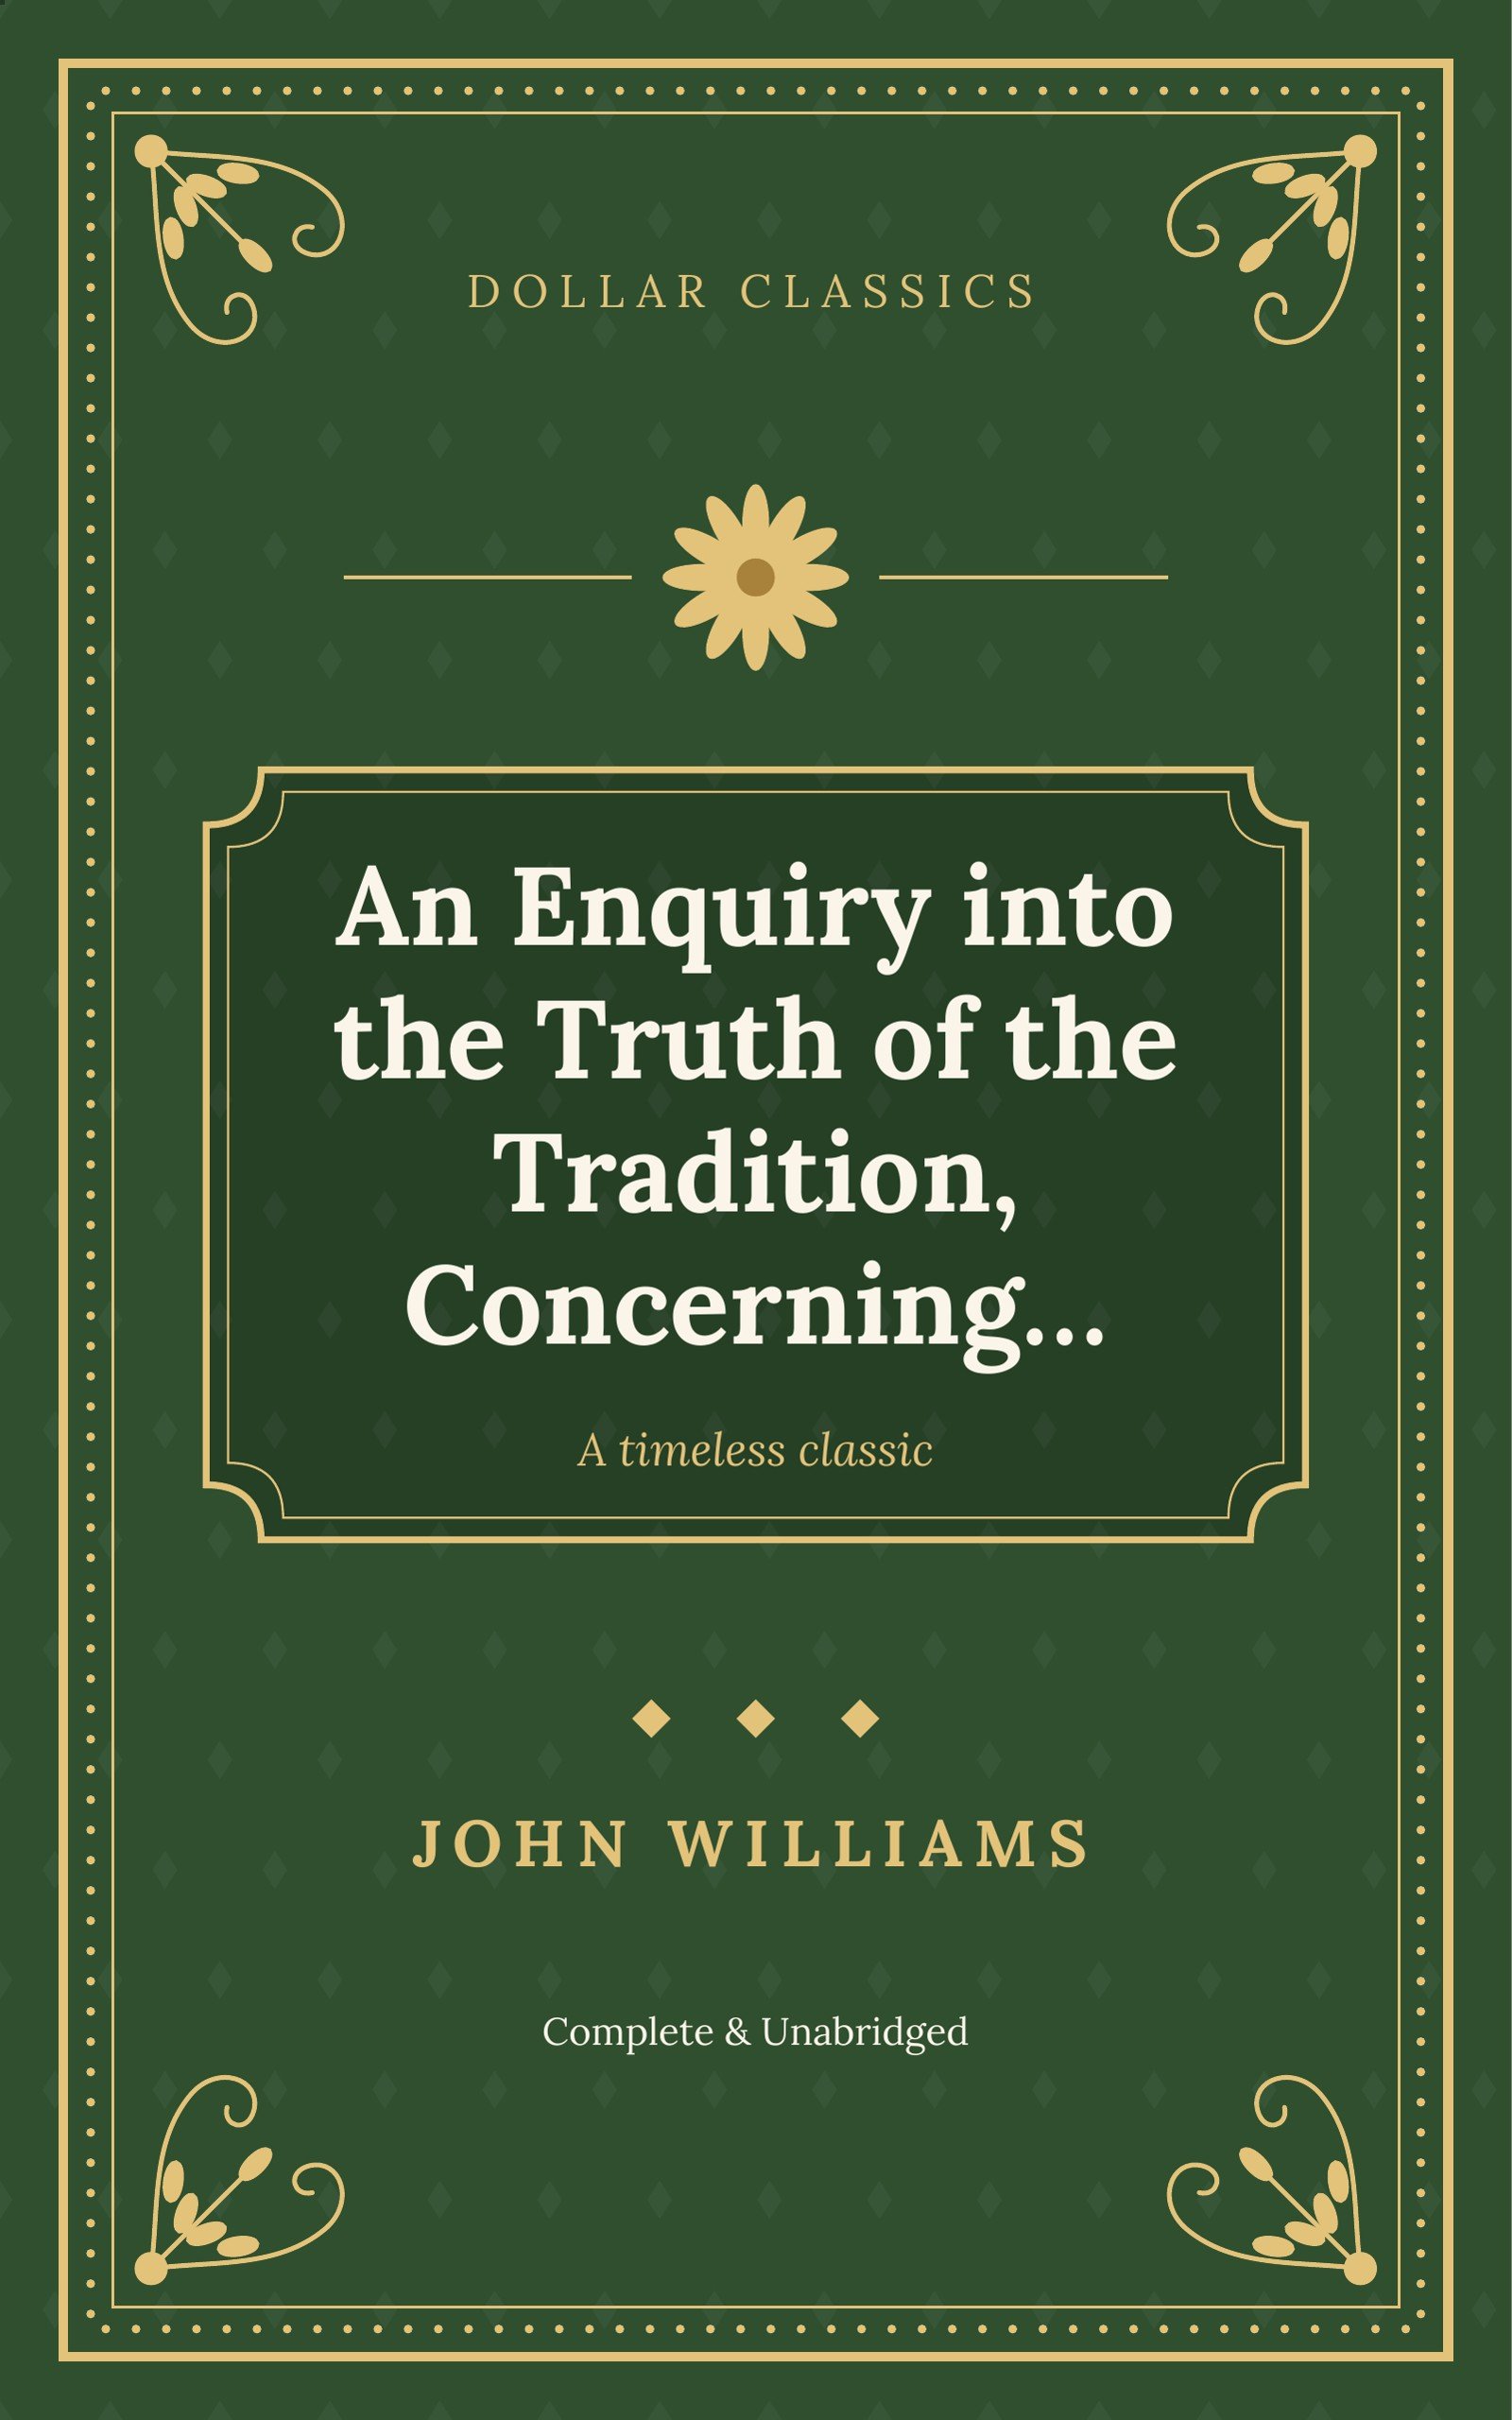 DOLLAR CLASSICS
An Enquiry into
the Truth of the
Tradition,
Concerning...
A timeless classic
JOHN WILLIAMS
Complete & Unabridged